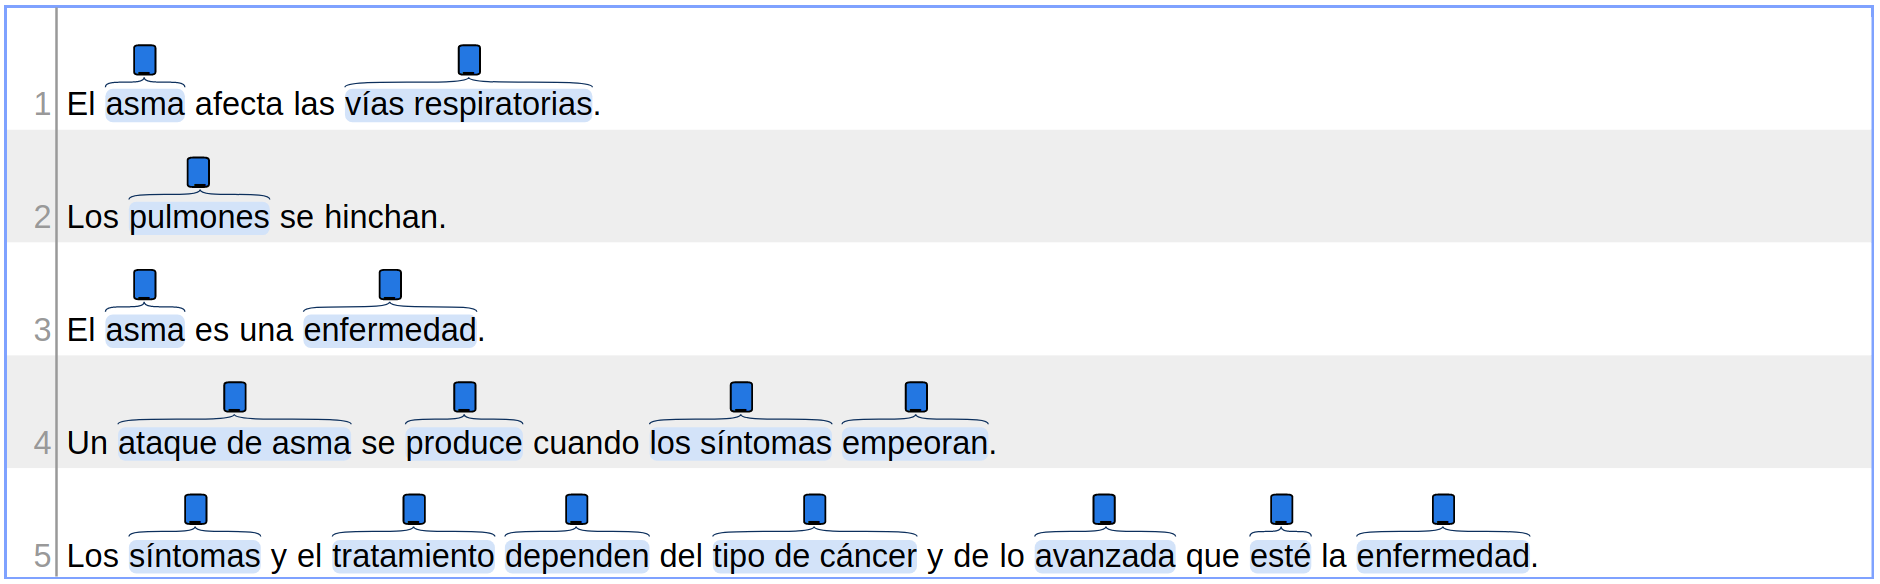 1 El asma afecta las vías respiratorias.
2 Los pulmones se hinchan.
3 El asma es una enfermedad.
4 Un ataque de asma se produce cuando los síntomas empeoran.
5 Los síntomas y el tratamiento dependen del tipo de cáncer y de lo avanzada que esté la enfermedad.